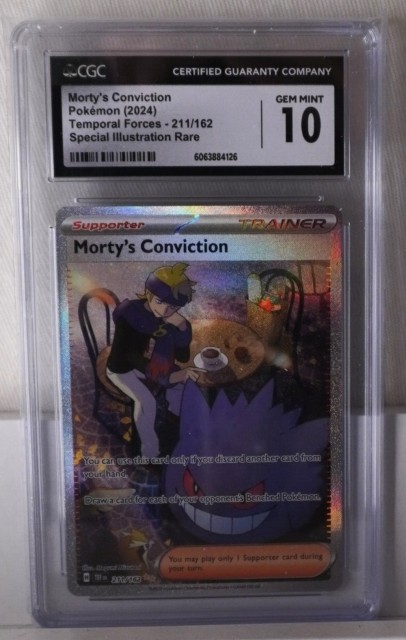 CGC
CERTIFIED GUARANTY COMPANY
Morty's Conviction
Pokémon (2024)
Temporal Forces - 211/162
Special Illustration Rare
GEM MINT
10
6063884126
Supporter
TRAINER
Morty's Conviction
You can use this card only if you discard another card from
your hand.
Draw a card for each of your opponent's Benched Pokémon.
You may play only 1 Supporter card during
your turn.
211/162